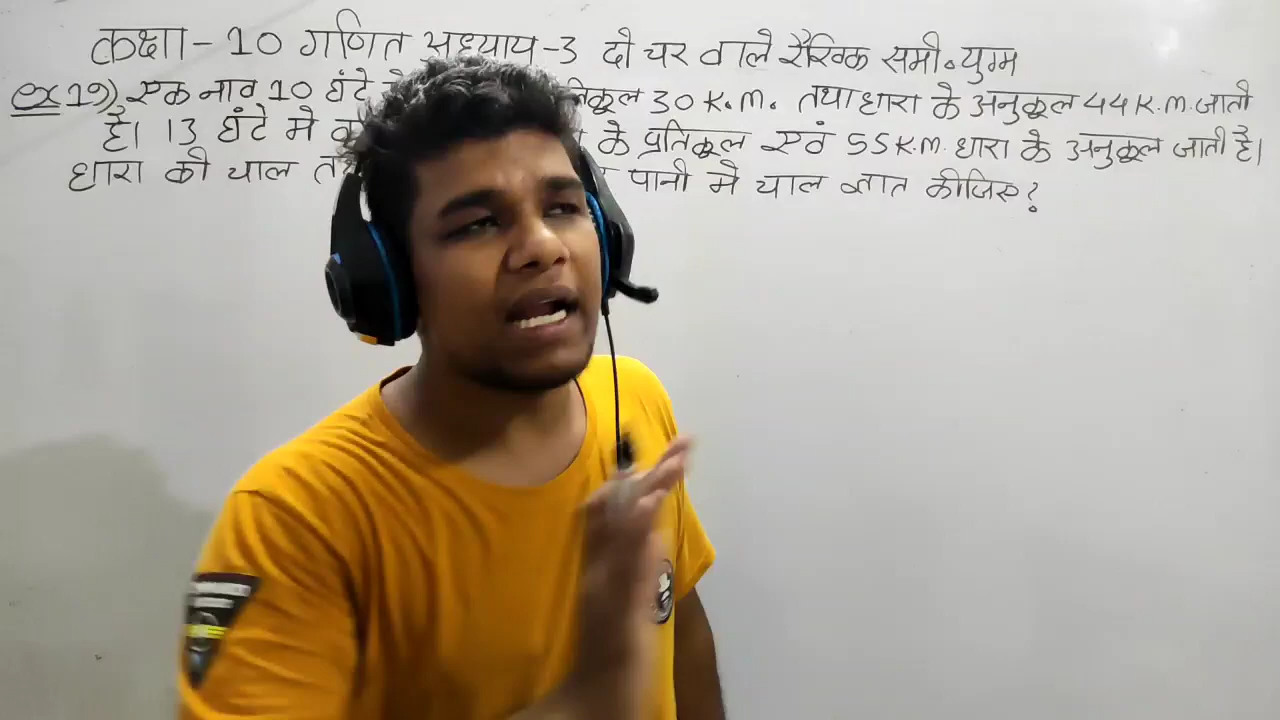 कक्षा - 10 गणित अध्याय - 3 दो चर वाले रैखिक समी० युग्म
ex 19), एक नाव 10 घंटे 30 K.m. तथा धारा के अनुकूल 44 K.m. जाती
है। 13 घंटे मे के प्रतिकूल एवं 55 K.m. धारा के अनुकूल जाती है।
धारा की चाल पानी मे चाल ज्ञात कीजिए?